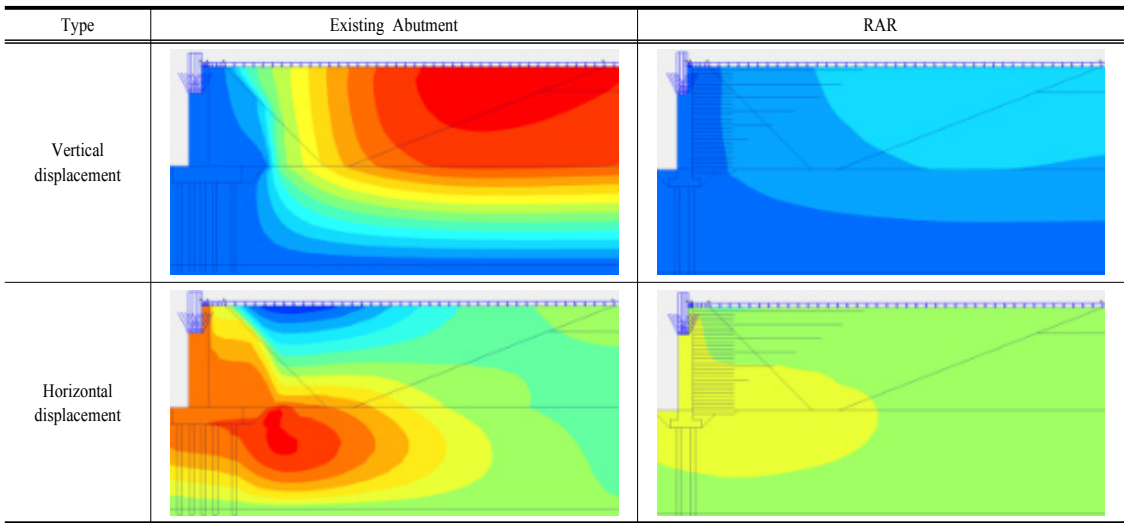 Type
Existing Abutment
RAR
Vertical
displacement
Horizontal
displacement